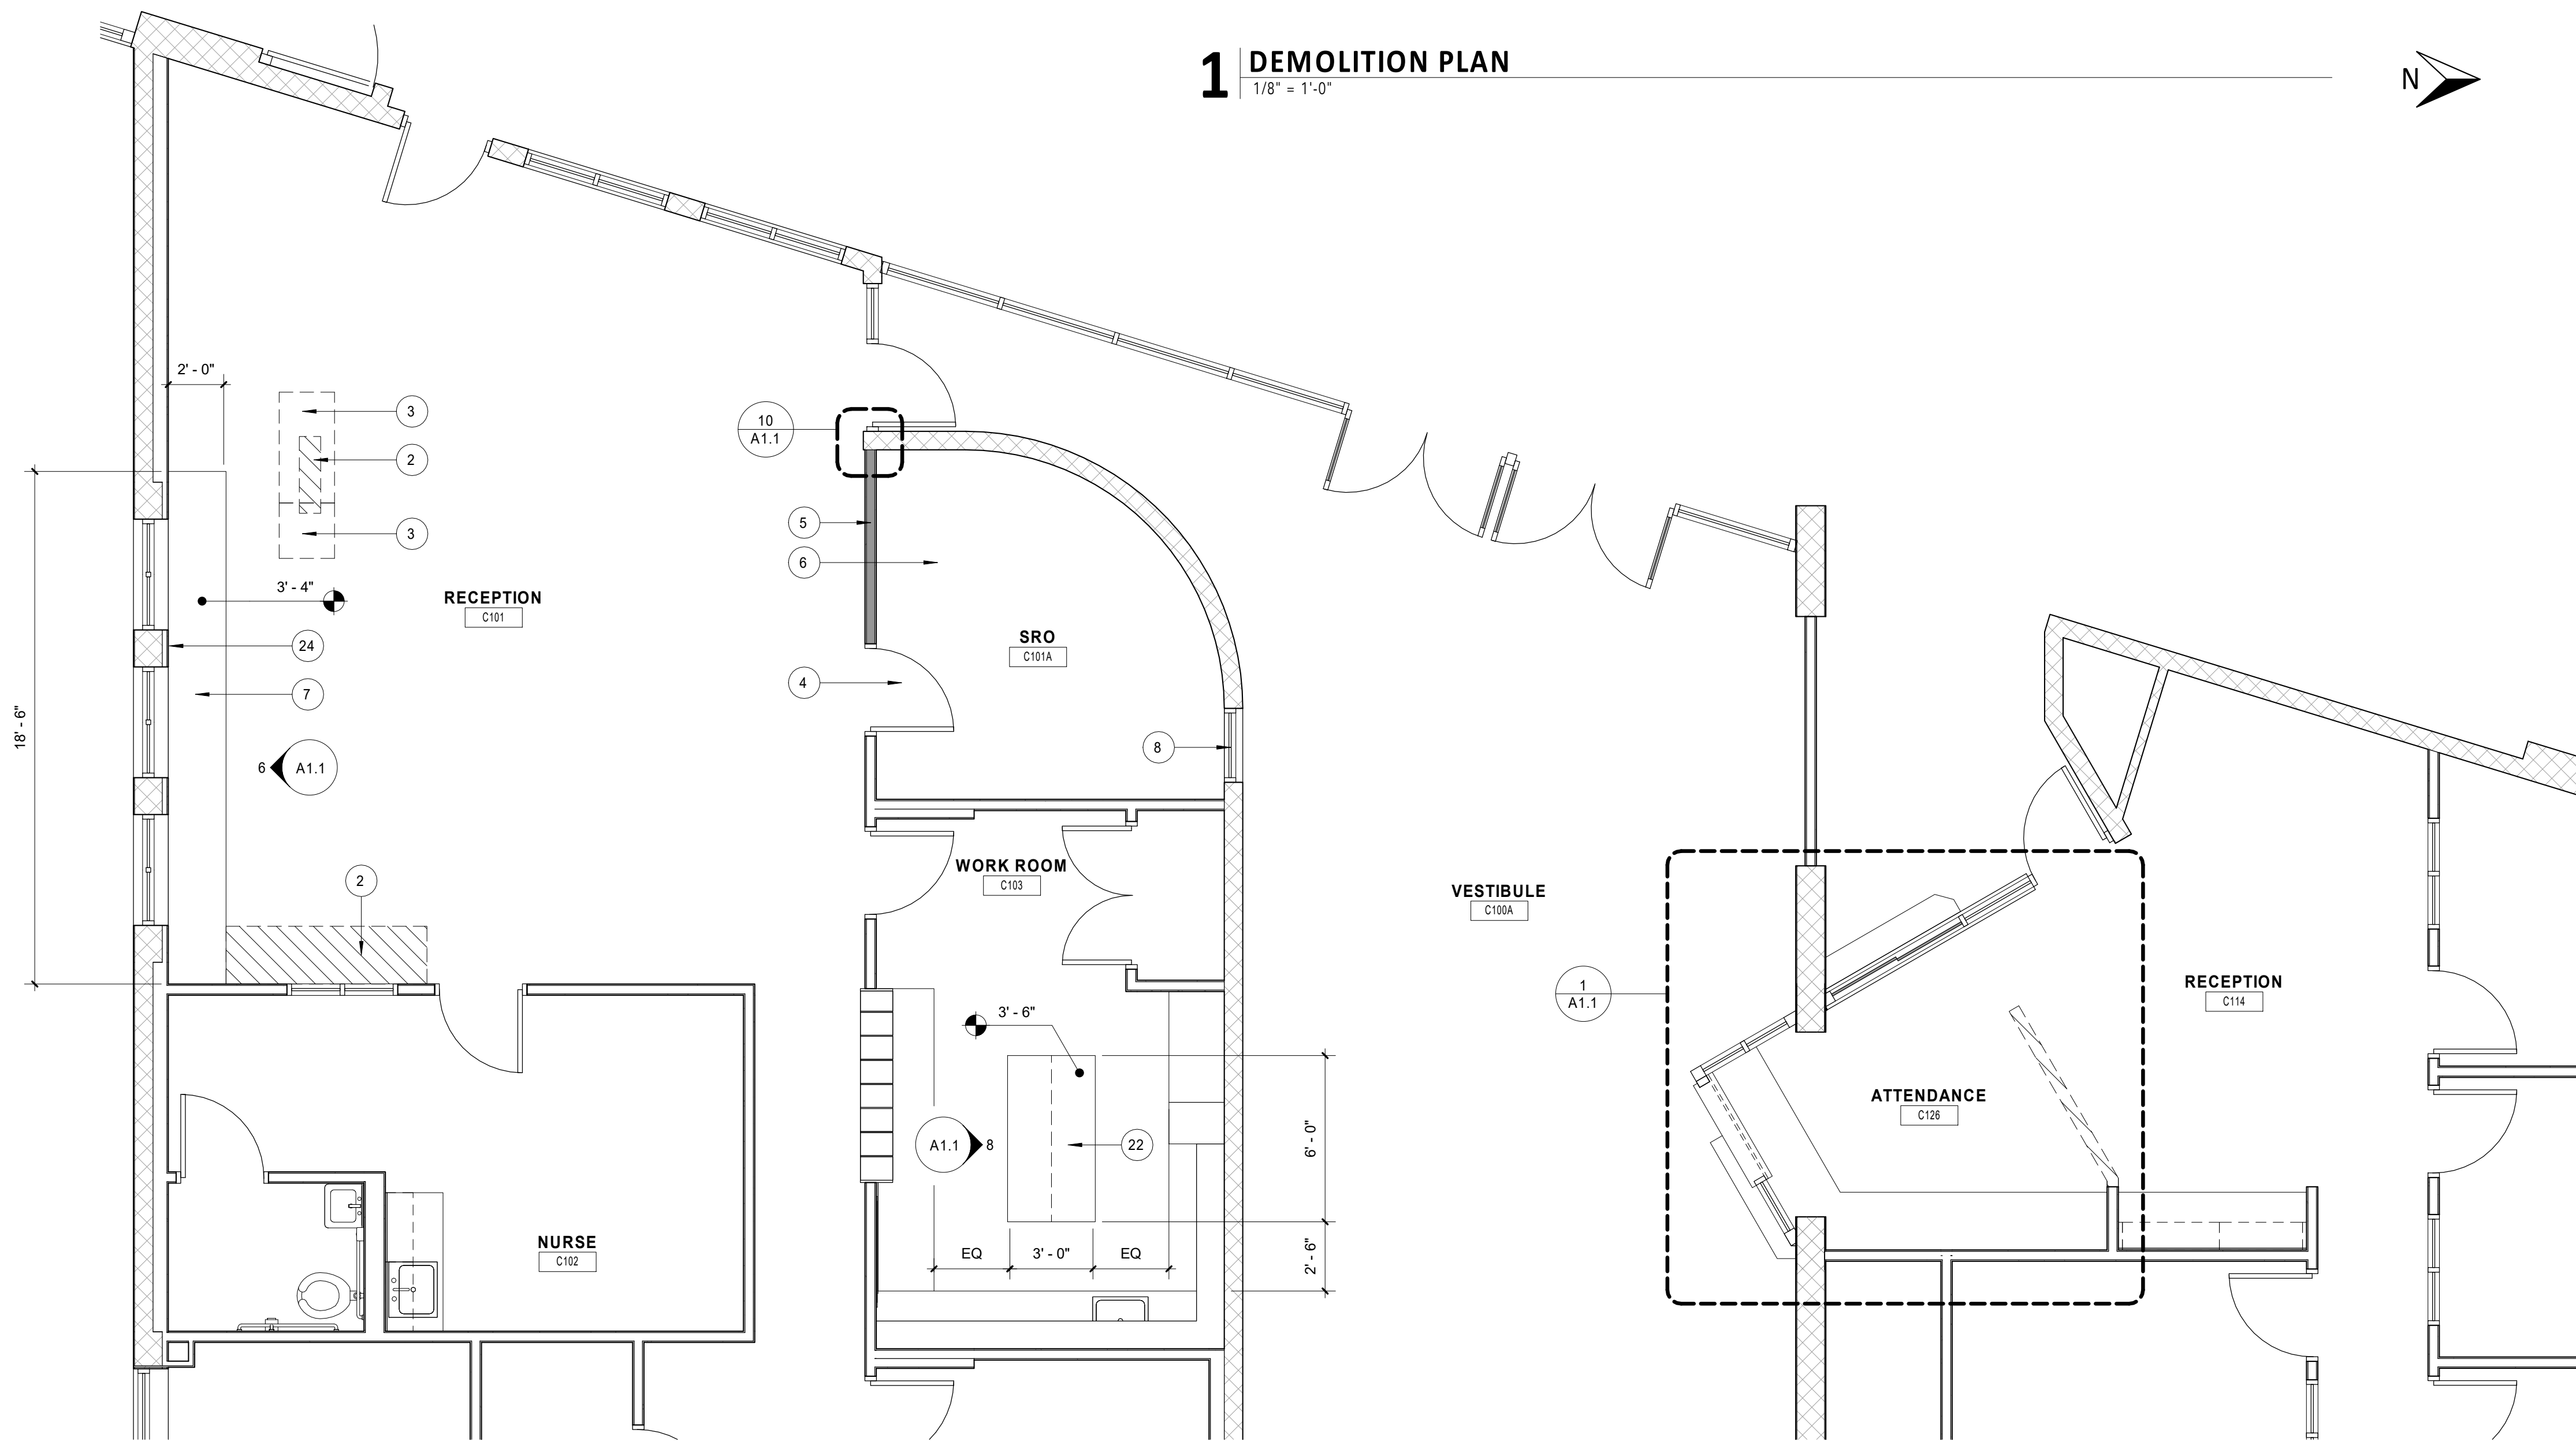 1 DEMOLITION PLAN
1/8" = 1'-0"
N
2' - 0"
3
2
3
10
A1.1
5
6
4
18' - 6"
3' - 4"
24
7
6 A1.1
RECEPTION
C101
SRO
C101A
8
2
WORK ROOM
C103
VESTIBULE
C100A
1
A1.1
RECEPTION
C114
3' - 6"
ATTENDANCE
C126
A1.1 8
22
6' - 0"
2' - 6"
EQ 3' - 0" EQ
NURSE
C102